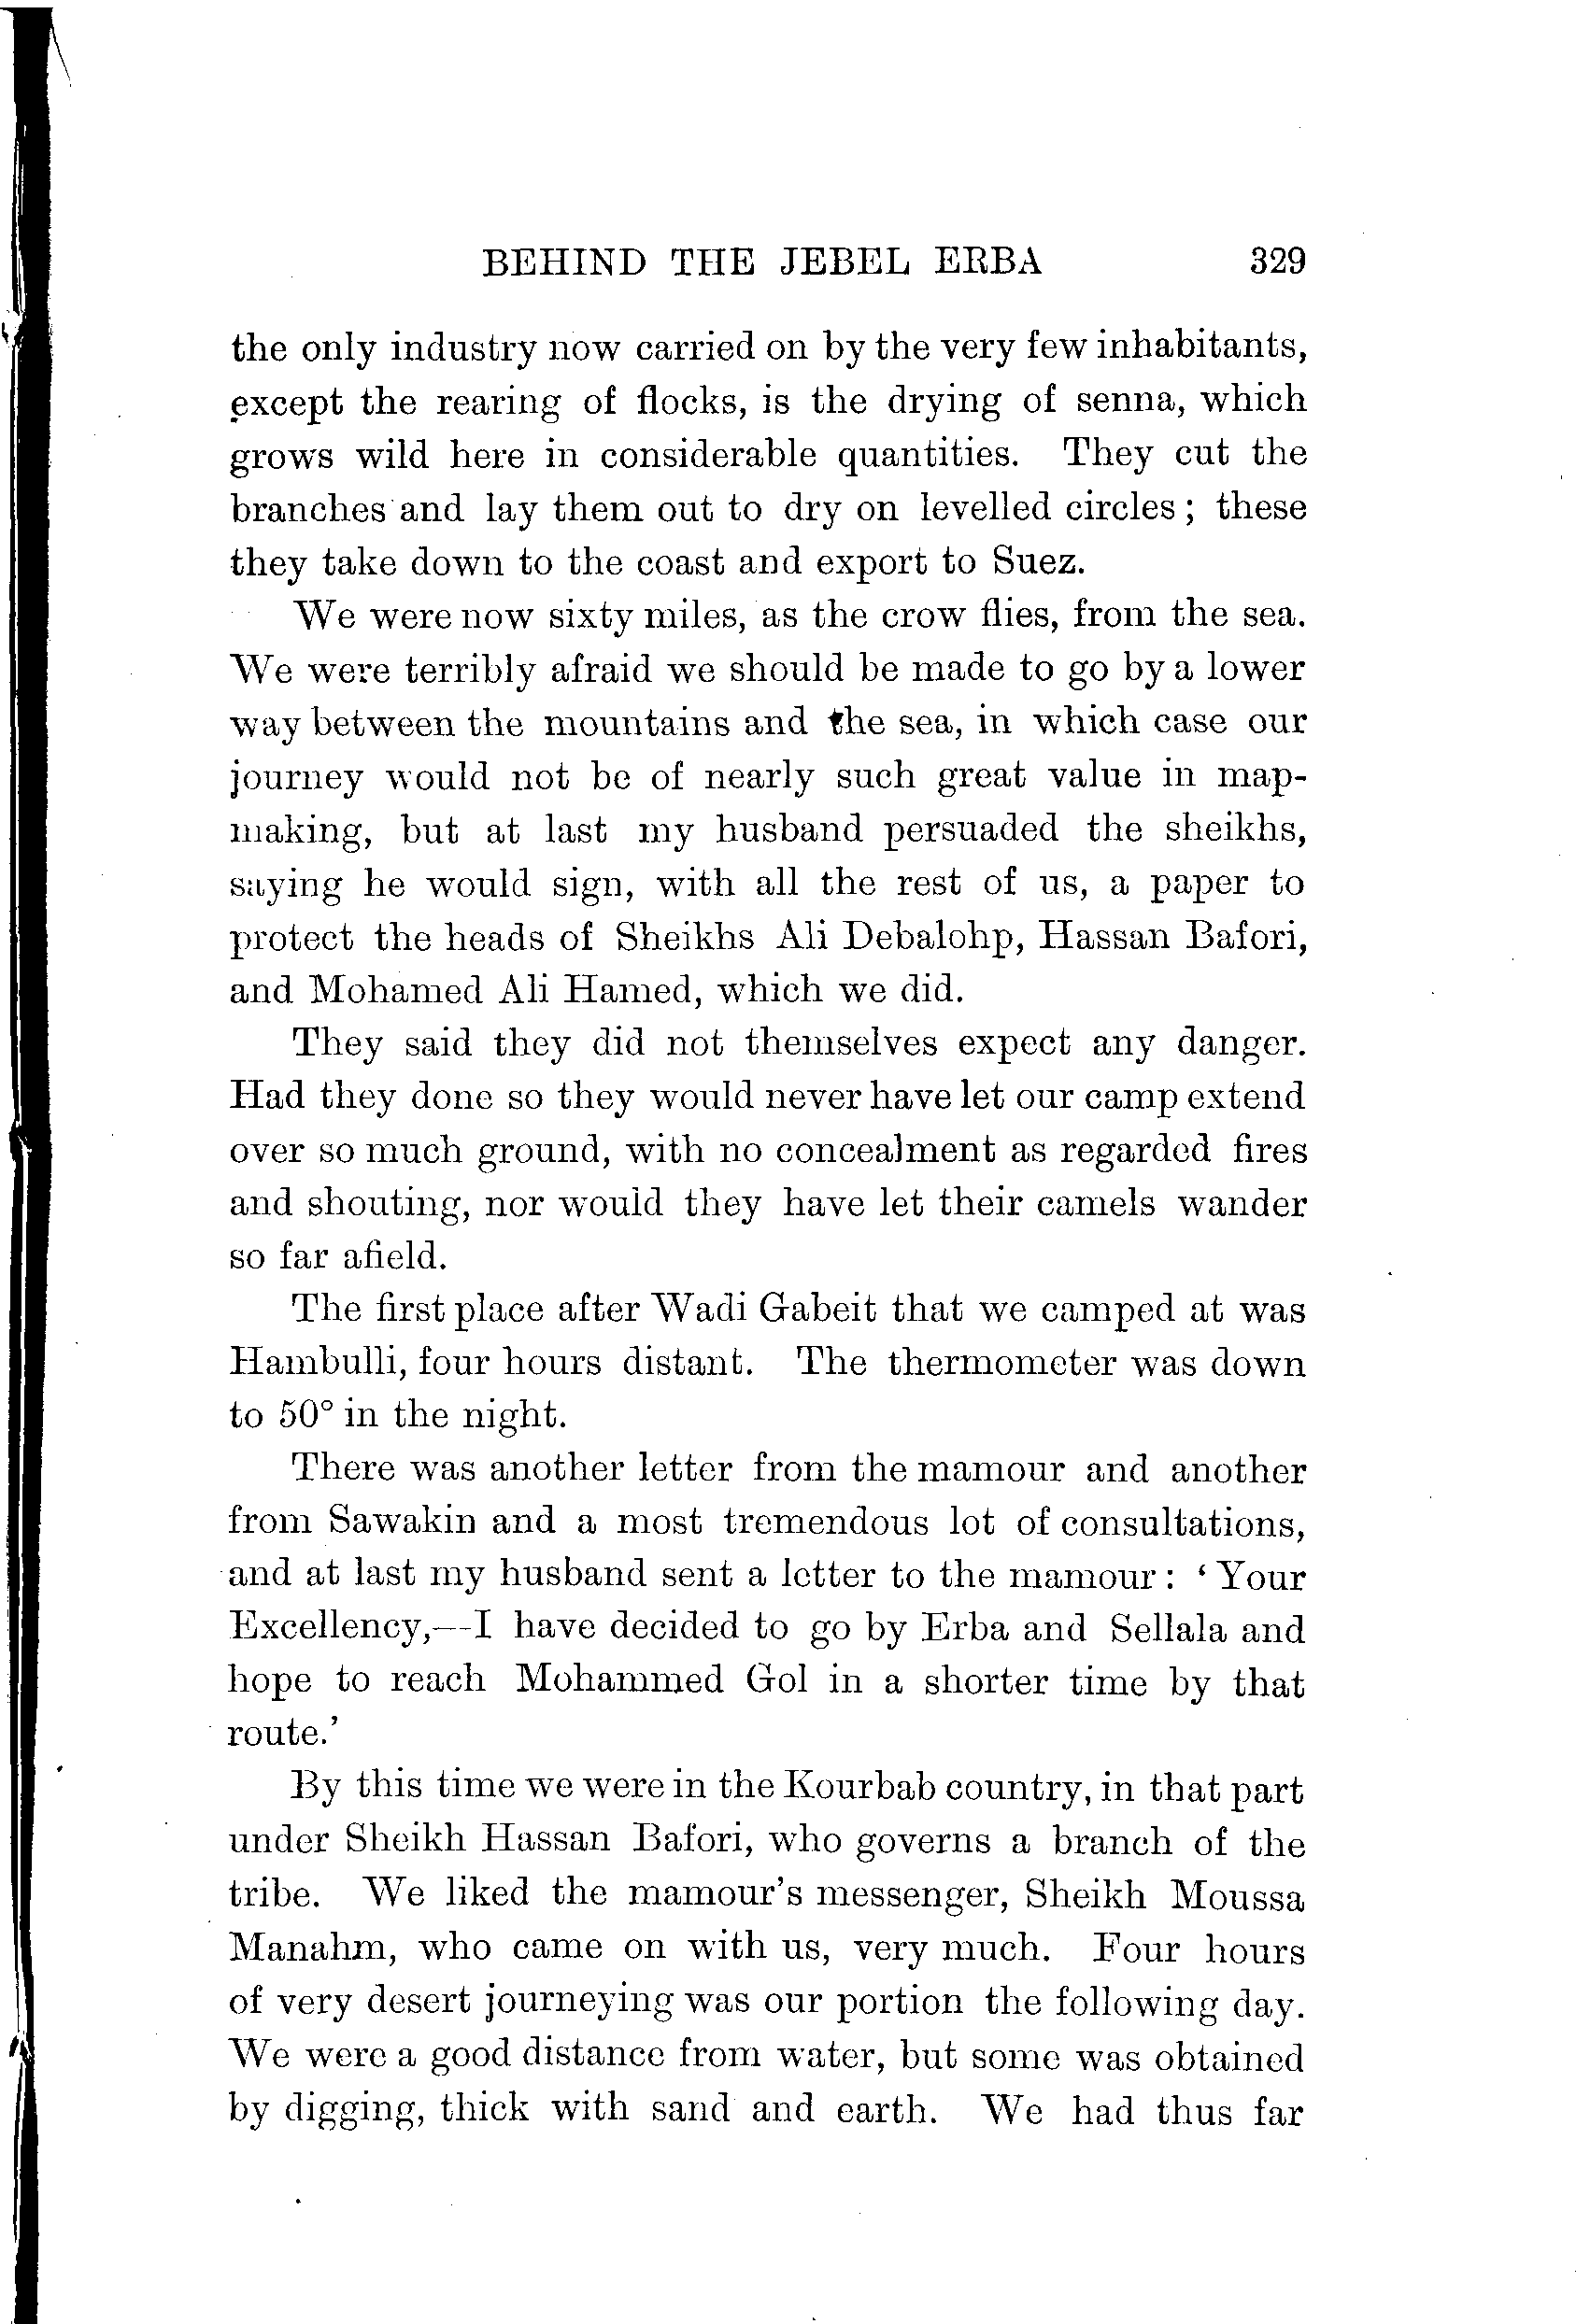 BEHIND THE JEBEL ERBA 329
the only industry now carried on by the very few inhabitants,
except the rearing of flocks, is the drying of senna, which
grows wild here in considerable quantities. They cut the
branches and lay them out to dry on levelled circles; these
they take down to the coast and export to Suez.
We were now sixty miles, as the crow flies, from the sea.
We were terribly afraid we should be made to go by a lower
way between the mountains and the sea, in which case our
journey would not be of nearly such great value in map-
making, but at last my husband persuaded the sheikhs,
saying he would sign, with all the rest of us, a paper to
protect the heads of Sheikhs Ali Debalohp, Hassan Bafori,
and Mohamed Ali Hamed, which we did.
They said they did not themselves expect any danger.
Had they done so they would never have let our camp extend
over so much ground, with no concealment as regarded fires
and shouting, nor would they have let their camels wander
so far afield.
The first place after Wadi Gabeit that we camped at was
Hambulli, four hours distant. The thermometer was down
to 50° in the night.
There was another letter from the mamour and another
from Sawakin and a most tremendous lot of consultations,
and at last my husband sent a letter to the mamour: ‘Your
Excellency,—I have decided to go by Erba and Sellala and
hope to reach Mohammed Gol in a shorter time by that
route.’
By this time we were in the Kourbab country, in that part
under Sheikh Hassan Bafori, who governs a branch of the
tribe. We liked the mamour's messenger, Sheikh Moussa
Manahm, who came on with us, very much. Four hours
of very desert journeying was our portion the following day.
We were a good distance from water, but some was obtained
by digging, thick with sand and earth. We had thus far